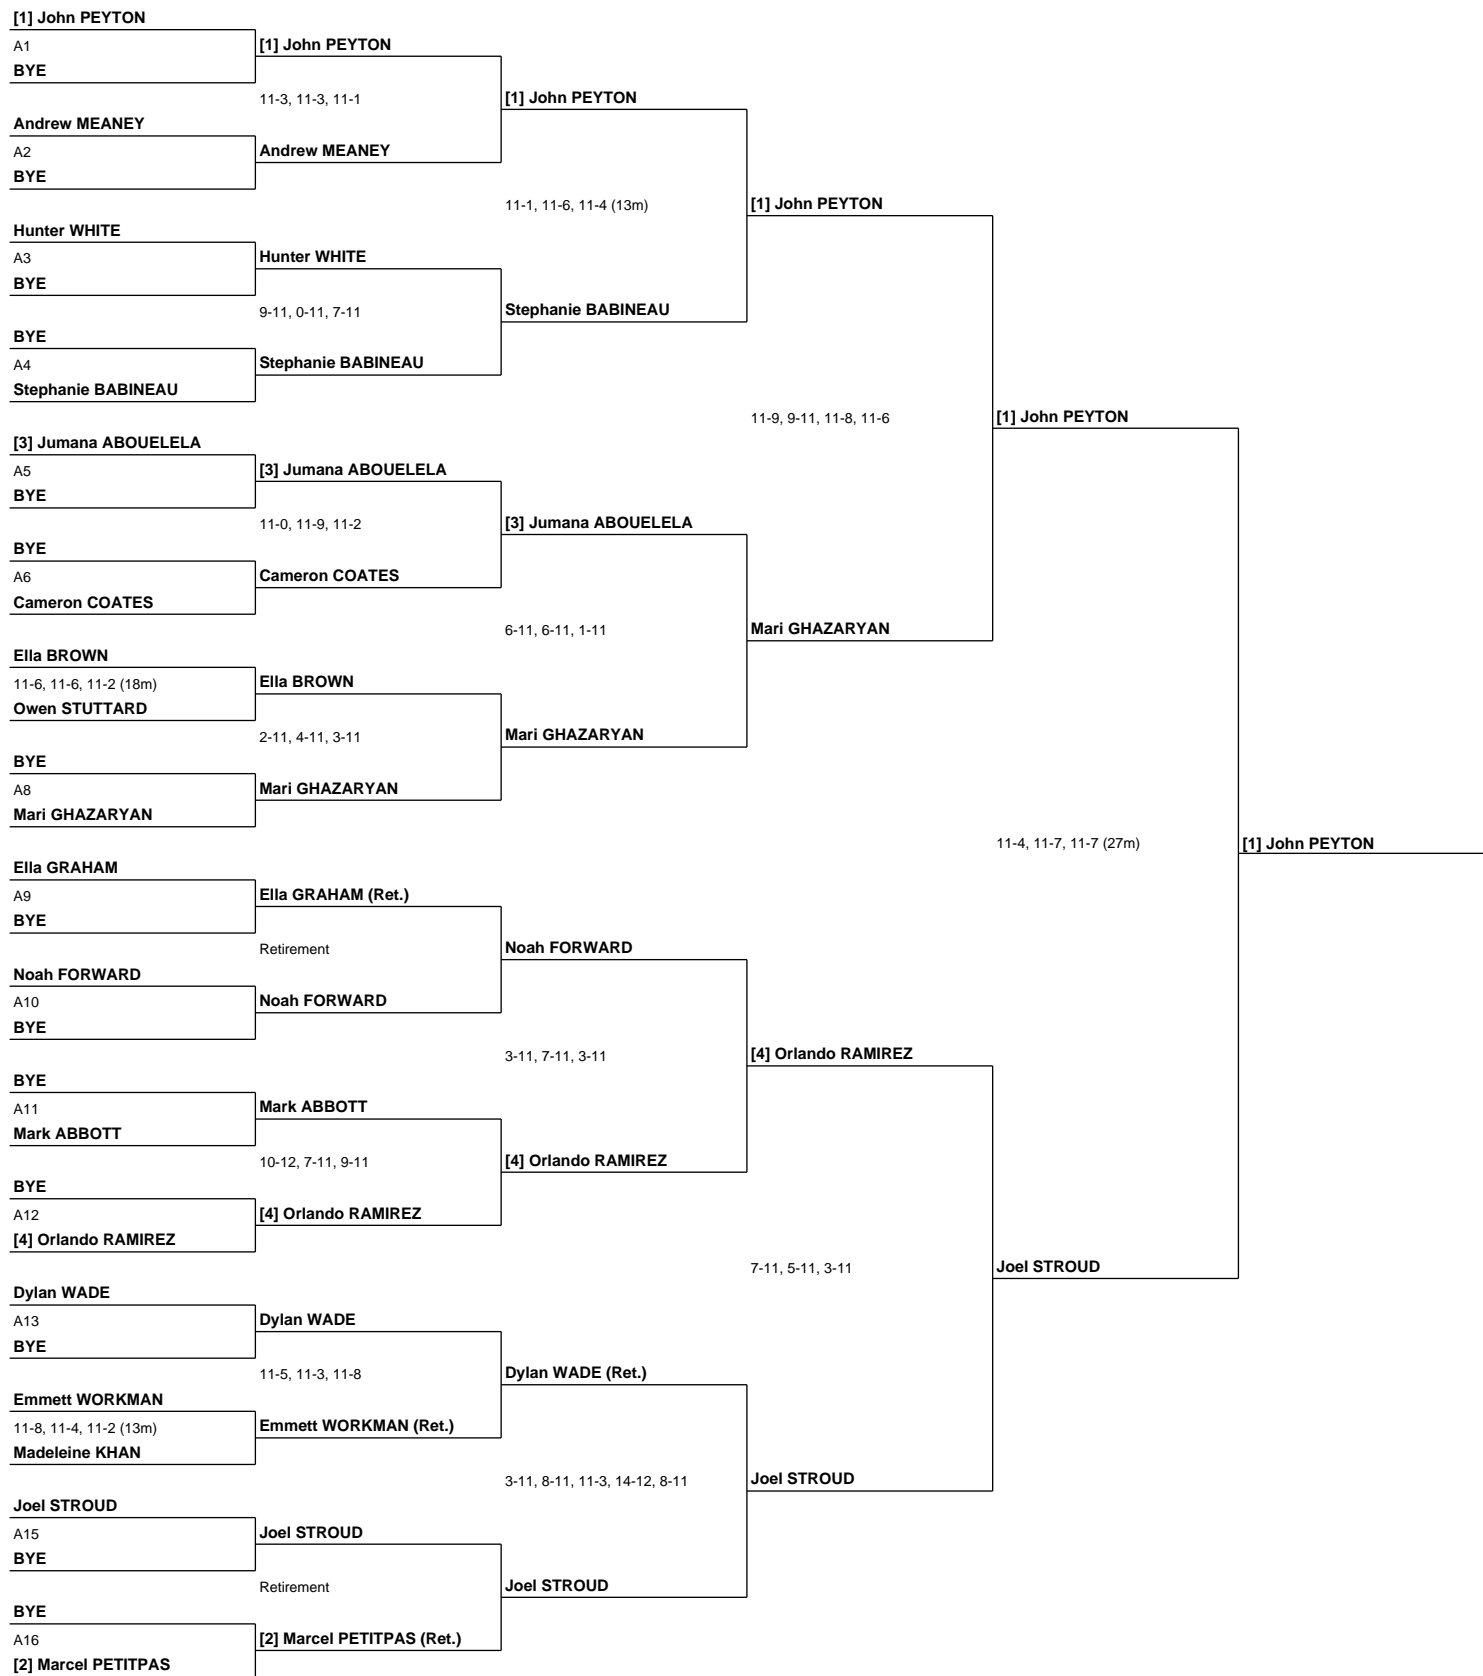 [1] John PEYTON
A1
BYE
[1] John PEYTON
11-3, 11-3, 11-1
[1] John PEYTON
Andrew MEANEY
A2
BYE
Andrew MEANEY
11-1, 11-6, 11-4 (13m)
[1] John PEYTON
Hunter WHITE
A3
BYE
Hunter WHITE
9-11, 0-11, 7-11
Stephanie BABINEAU
BYE
A4
Stephanie BABINEAU
Stephanie BABINEAU
11-9, 9-11, 11-8, 11-6
[1] John PEYTON
[3] Jumana ABOUELELA
A5
BYE
[3] Jumana ABOUELELA
11-0, 11-9, 11-2
[3] Jumana ABOUELELA
BYE
A6
Cameron COATES
Cameron COATES
6-11, 6-11, 1-11
Mari GHAZARYAN
Ella BROWN
11-6, 11-6, 11-2 (18m)
Owen STUTTARD
Ella BROWN
2-11, 4-11, 3-11
Mari GHAZARYAN
BYE
A8
Mari GHAZARYAN
Mari GHAZARYAN
11-4, 11-7, 11-7 (27m)
[1] John PEYTON
Ella GRAHAM
A9
BYE
Ella GRAHAM (Ret.)
Retirement
Noah FORWARD
Noah FORWARD
A10
BYE
Noah FORWARD
3-11, 7-11, 3-11
[4] Orlando RAMIREZ
BYE
A11
Mark ABBOTT
Mark ABBOTT
10-12, 7-11, 9-11
[4] Orlando RAMIREZ
BYE
A12
[4] Orlando RAMIREZ
[4] Orlando RAMIREZ
7-11, 5-11, 3-11
Joel STROUD
Dylan WADE
A13
BYE
Dylan WADE
11-5, 11-3, 11-8
Dylan WADE (Ret.)
Emmett WORKMAN
11-8, 11-4, 11-2 (13m)
Madeleine KHAN
Emmett WORKMAN (Ret.)
3-11, 8-11, 11-3, 14-12, 8-11
Joel STROUD
Joel STROUD
A15
BYE
Joel STROUD
Retirement
Joel STROUD
BYE
A16
[2] Marcel PETITPAS
[2] Marcel PETITPAS (Ret.)